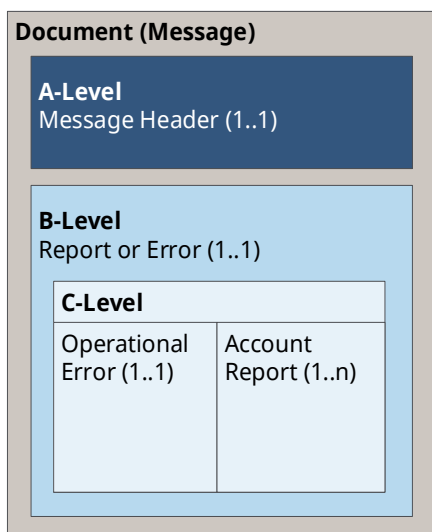 Document (Message)
A-Level
Message Header (1..1)
B-Level
Report or Error (1..1)
C-Level
Operational
Error (1..1)
Account
Report (1..n)